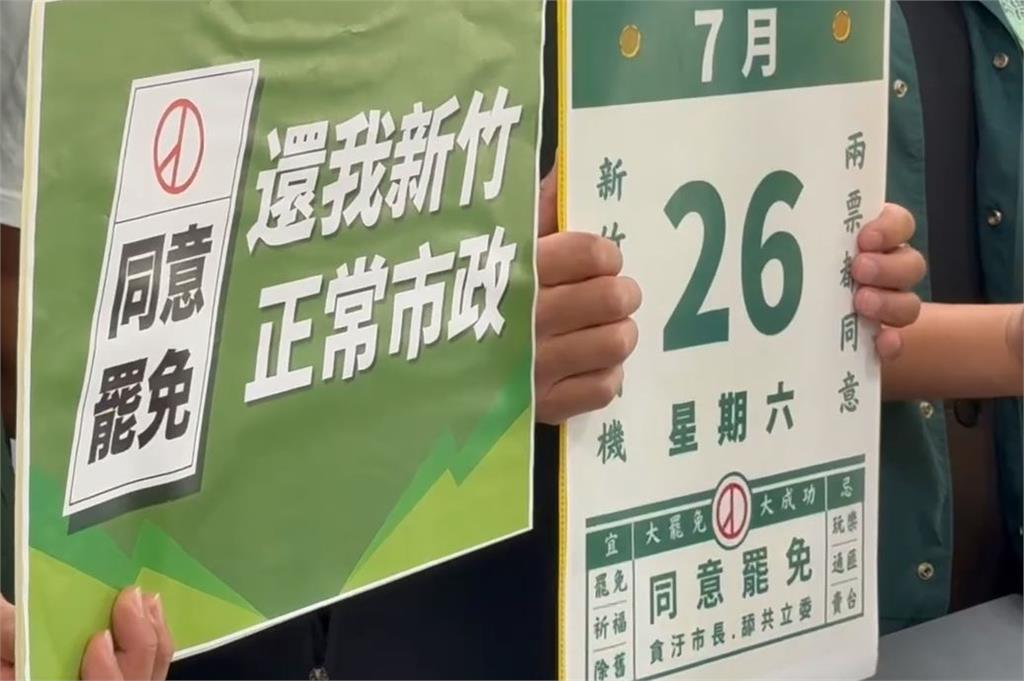 同意
罷免
還我新竹
正常市政
7月
26
星期六
新竹
機
兩票都同意
大罷免
大成功
宜
罷免
祈福
除舊
同意罷免
貪汙市長.舔共立委
忌
玩樂
通匪
賣台